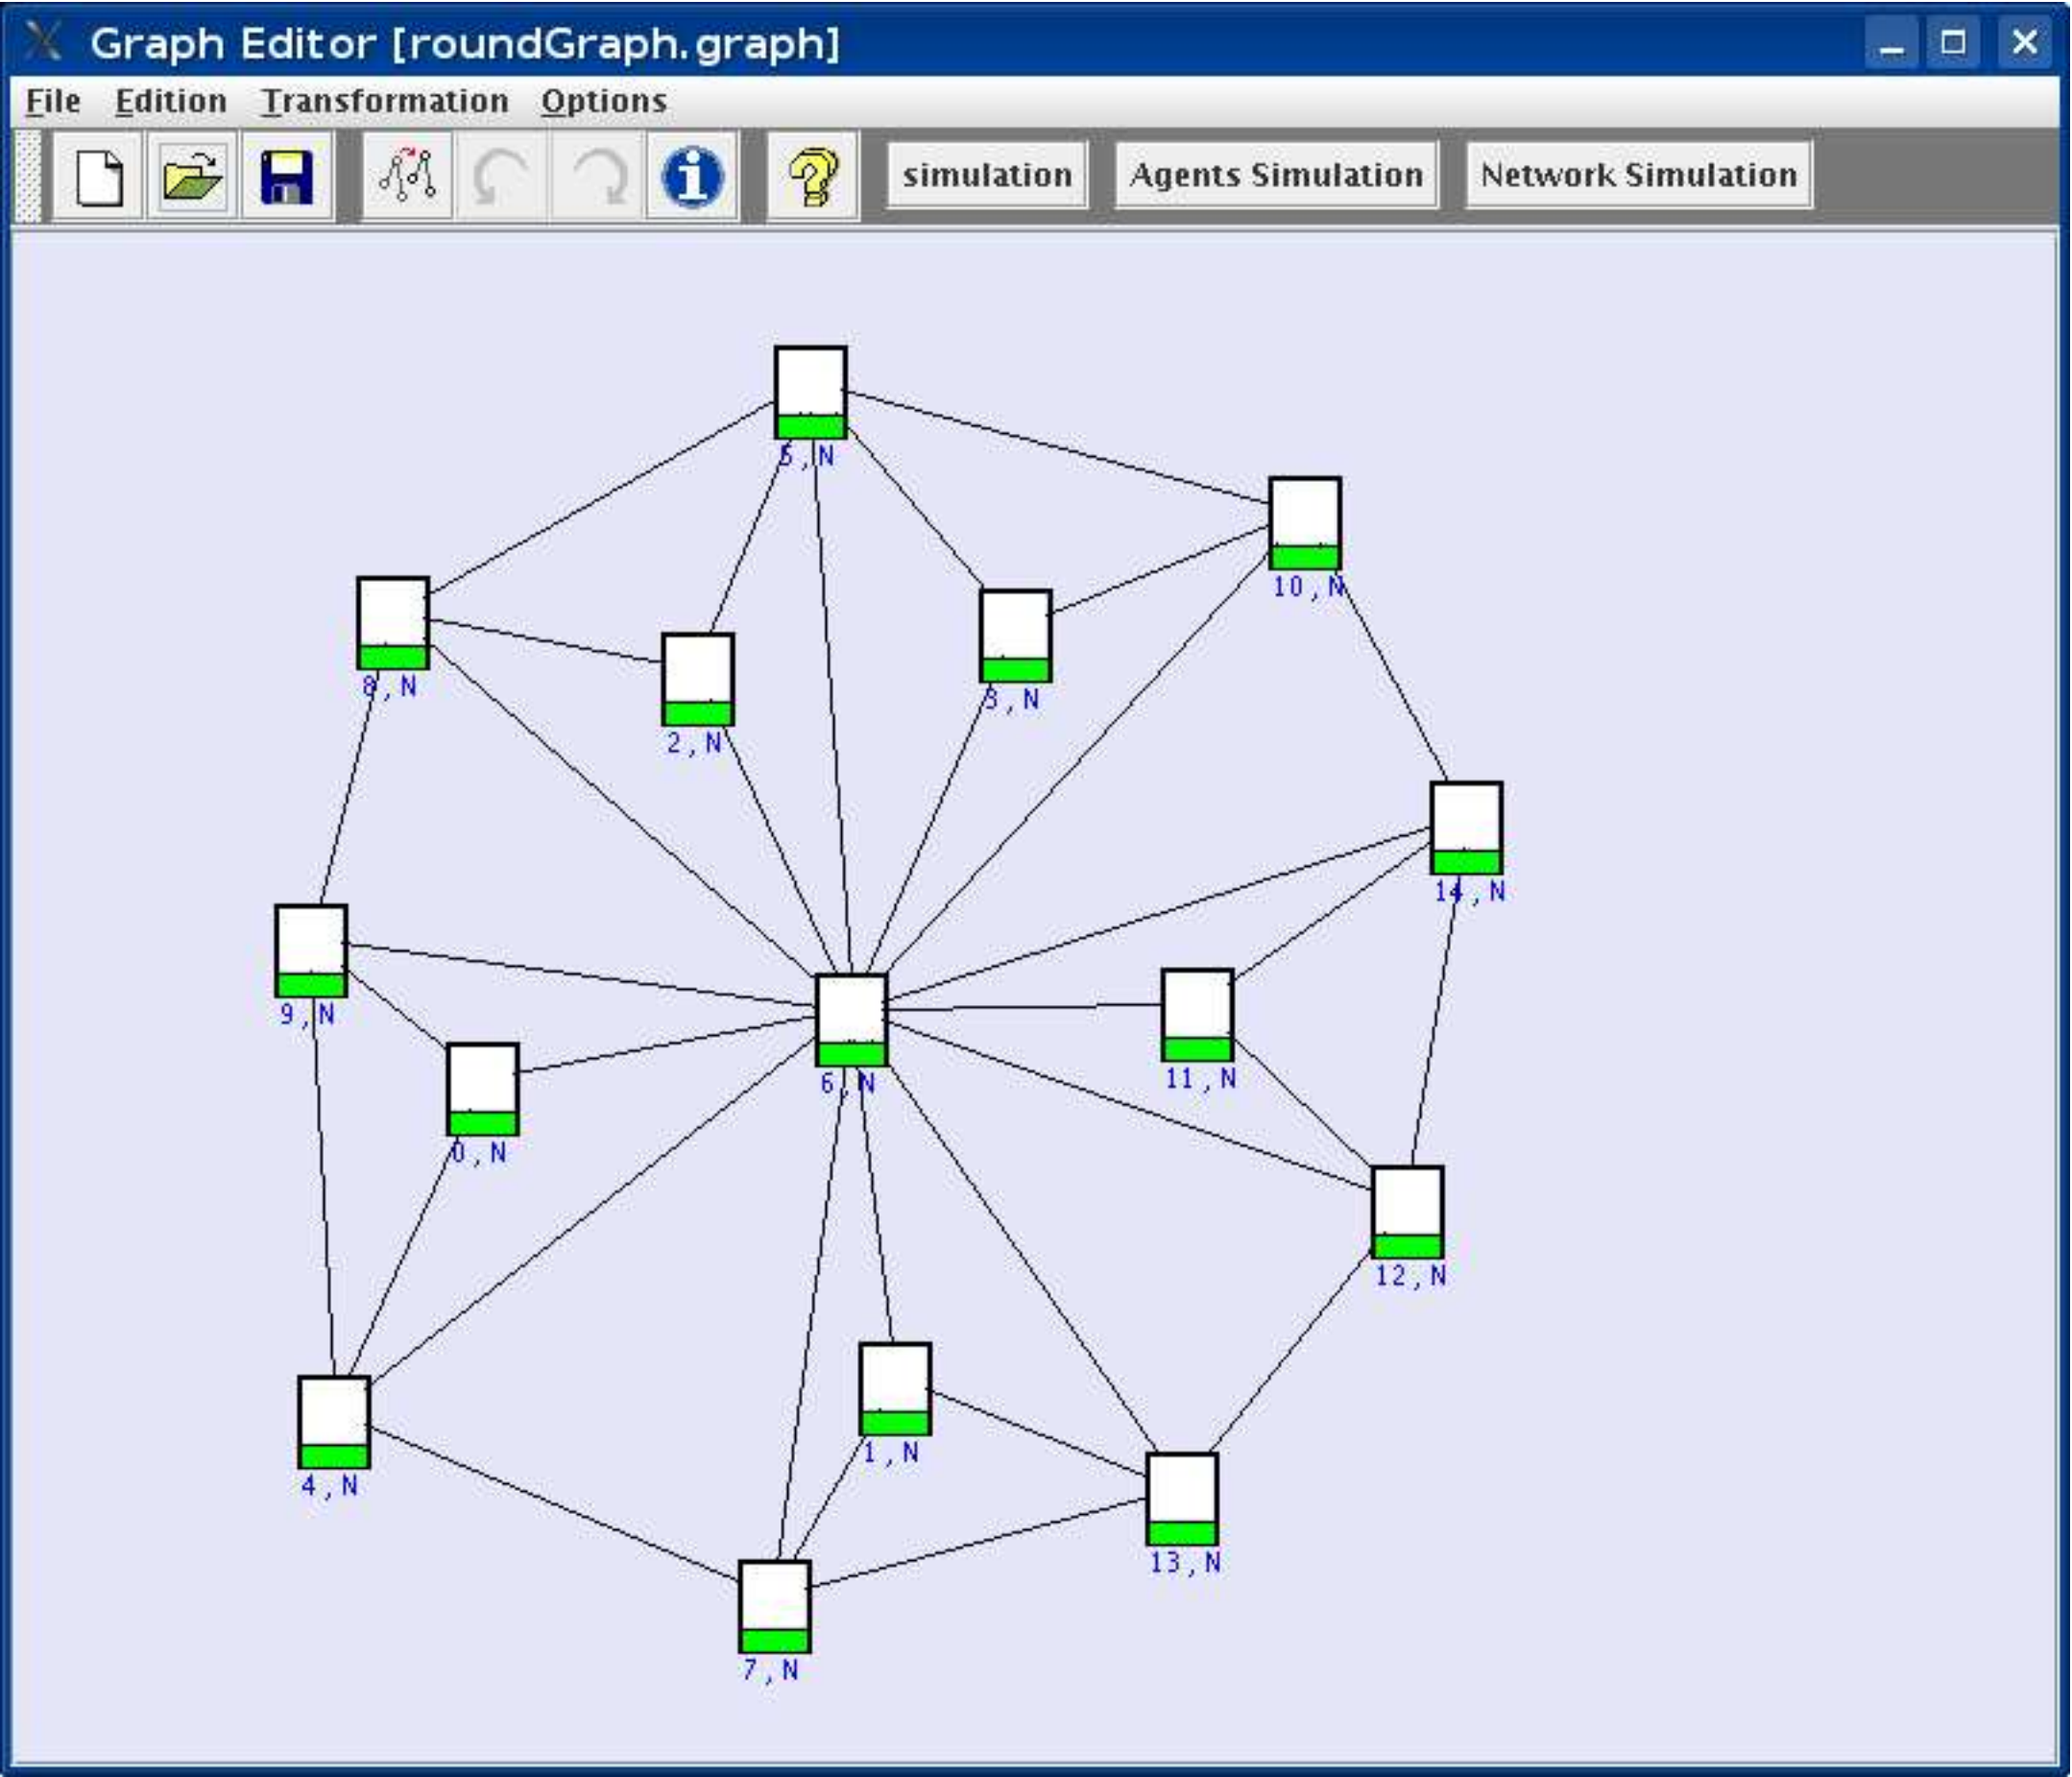 Graph Editor [roundGraph.graph]
File Edition Transformation Options
simulation Agents Simulation Network Simulation
5,N
10,N
8,N
3,N
2,N
14,N
9,N
11,N
6,N
0,N
12,N
1,N
4,N
13,N
7,N